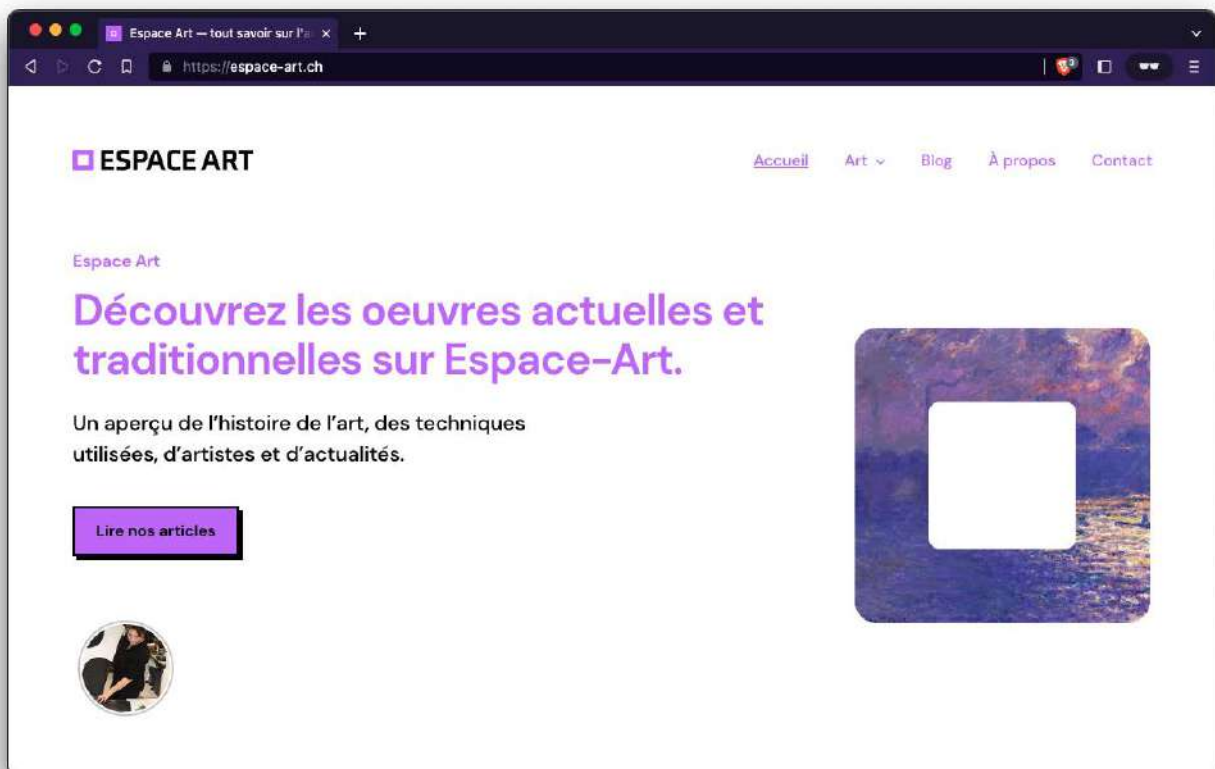 Espace Art — tout savoir sur l'a
https://espace-art.ch
3
ESPACE ART
Accueil Art Blog À propos Contact
Espace Art
Découvrez les oeuvres actuelles et
traditionnelles sur Espace-Art.
Un aperçu de l'histoire de l'art, des techniques
utilisées, d'artistes et d'actualités.
Lire nos articles